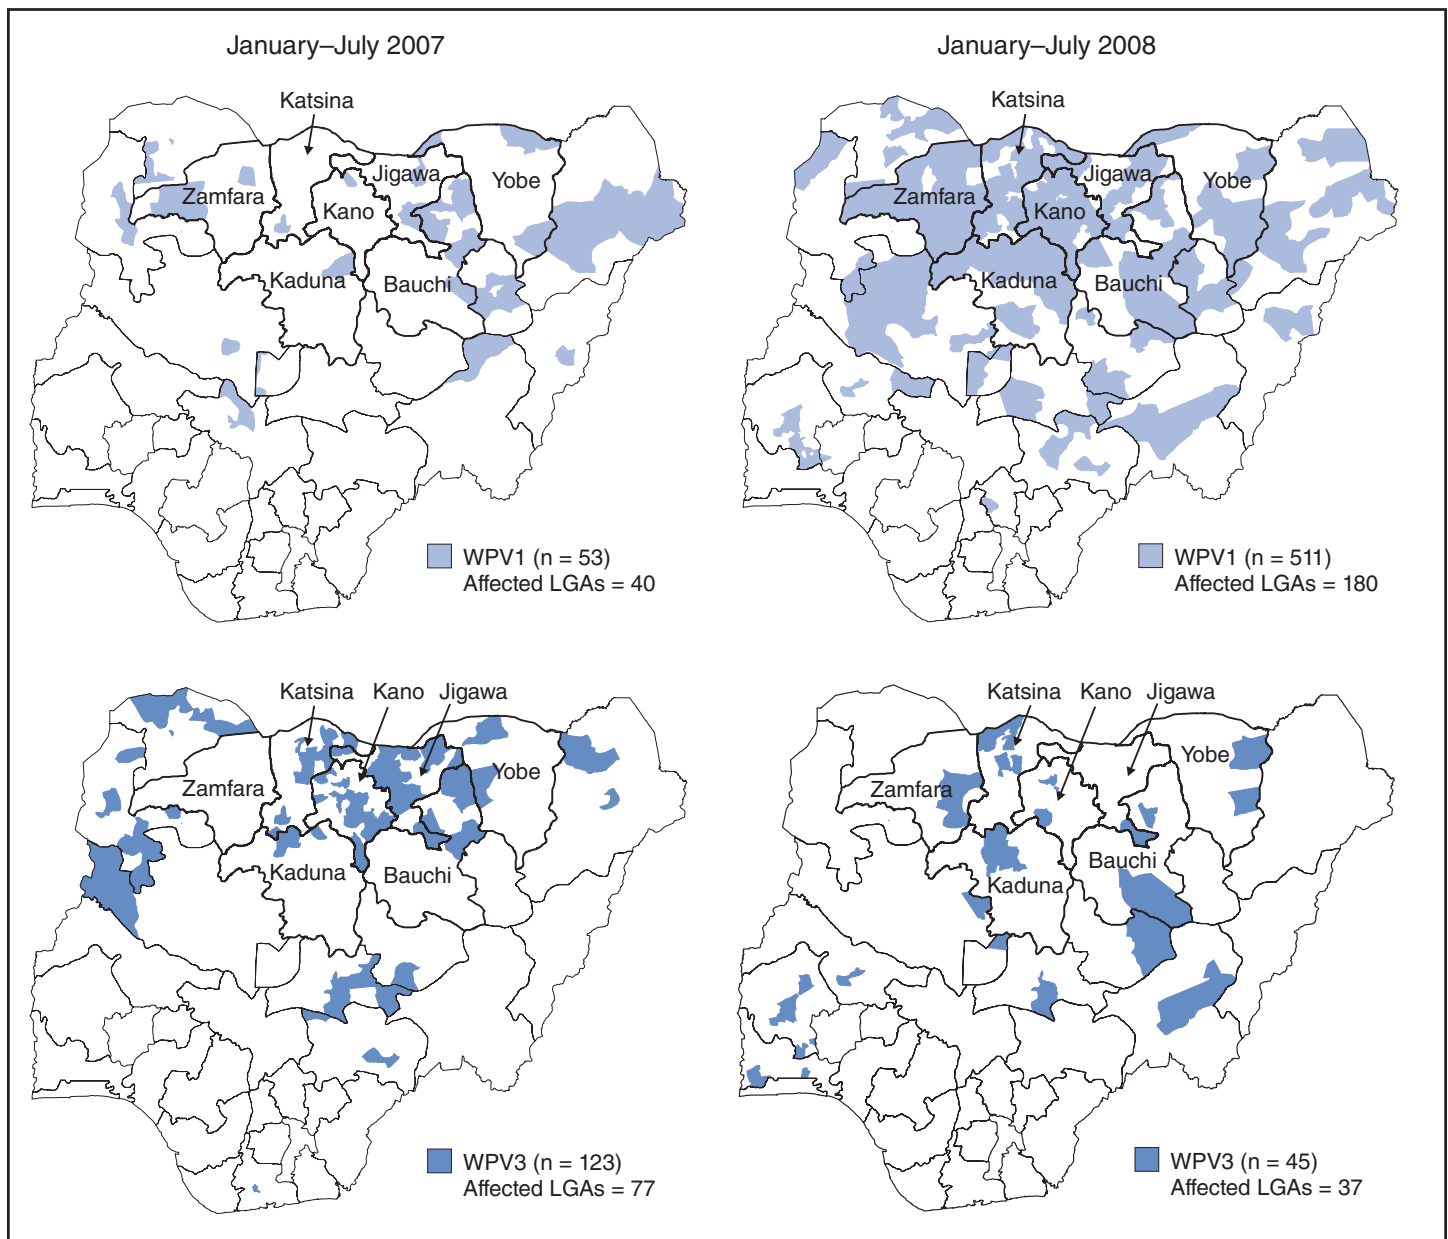 January–July 2007
January–July 2008
Katsina
Zamfara
Jigawa
Kano
Yobe
Kaduna
Bauchi
WPV1 (n = 53)
Affected LGAs = 40
Katsina
Zamfara
Jigawa
Kano
Yobe
Kaduna
Bauchi
WPV1 (n = 511)
Affected LGAs = 180
Katsina Kano Jigawa
Zamfara
Yobe
Kaduna
Bauchi
WPV3 (n = 123)
Affected LGAs = 77
Katsina Kano Jigawa
Yobe
Zamfara
Bauchi
Kaduna
WPV3 (n = 45)
Affected LGAs = 37